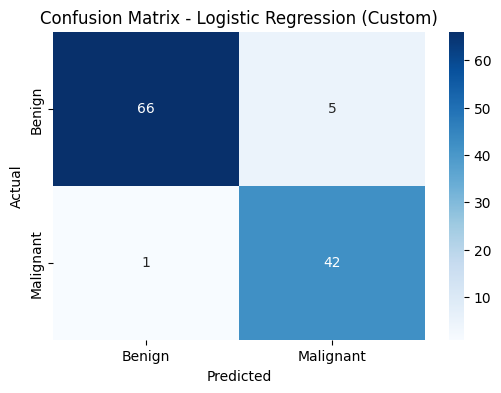 Confusion Matrix - Logistic Regression (Custom)
Benign
66
5
60
50
40
30
20
10
Actual
Malignant
1
42
Benign
Malignant
Predicted